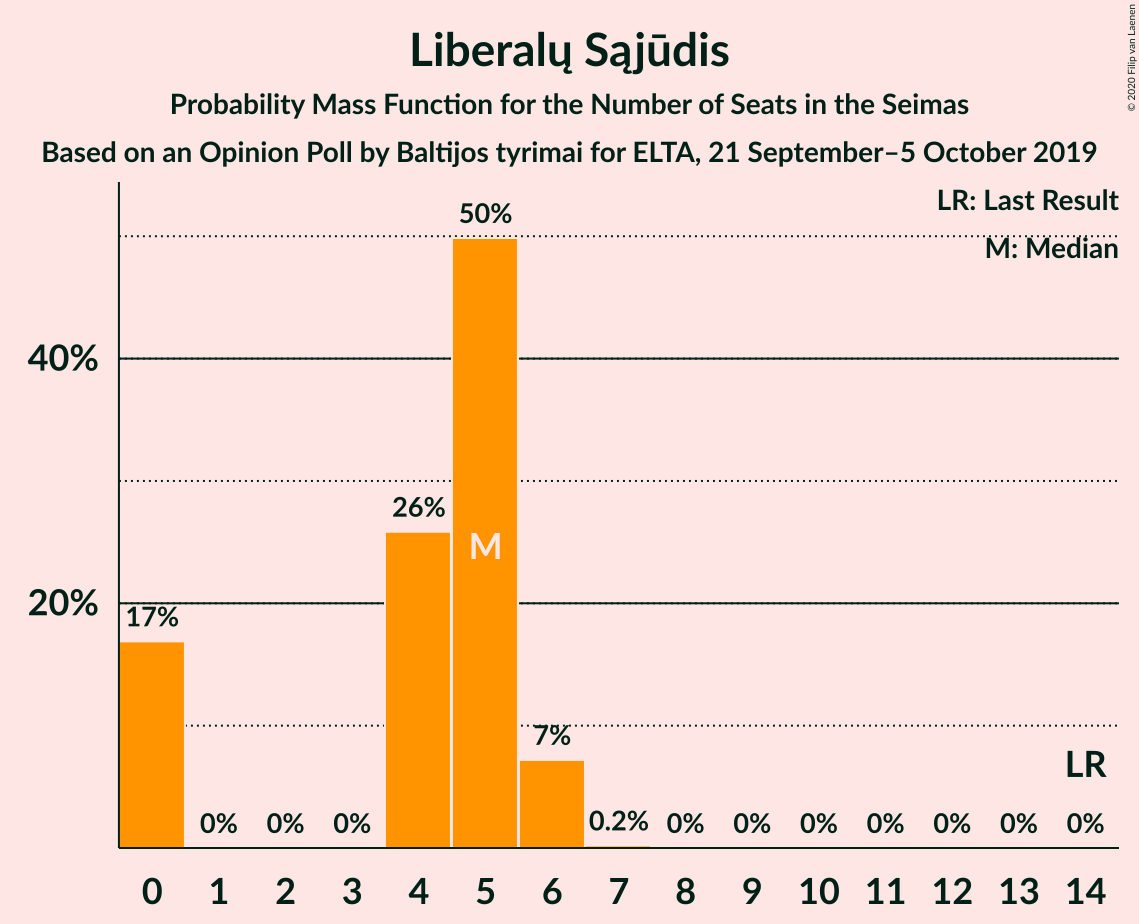 Liberalų Sąjūdis
Probability Mass Function for the Number of Seats in the Seimas
Based on an Opinion Poll by Baltijos tyrimai for ELTA, 21 September–5 October 2019
© 2020 Filip van Laenen
LR: Last Result
M: Median
50%
40%
26%
M
20%
17%
7%
LR
0% 0% 0% 0.2% 0% 0% 0% 0% 0% 0% 0%
0 1 2 3 4 5 6 7 8 9 10 11 12 13 14